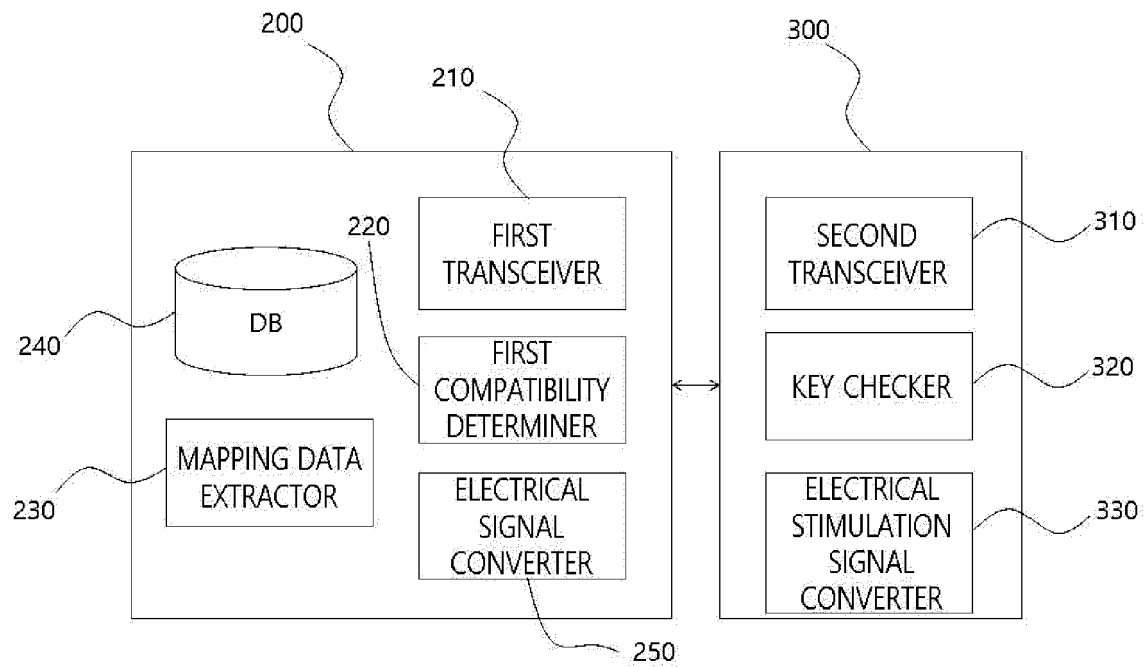 200
300
210
FIRST
TRANSCEIVER
220
SECOND
TRANSCEIVER
310
DB
240
FIRST
COMPATIBILITY
DETERMINER
KEY CHECKER
320
MAPPING DATA
EXTRACTOR
230
ELECTRICAL
SIGNAL
CONVERTER
250
ELECTRICAL
STIMULATION
SIGNAL
CONVERTER
330